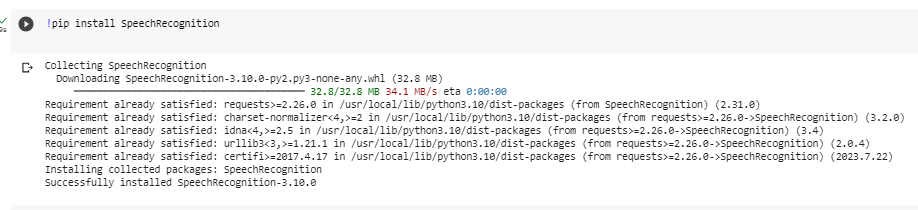 !pip install SpeechRecognition
Collecting SpeechRecognition
Downloading SpeechRecognition-3.10.0-py2.py3-none-any.whl (32.8 MB)
32.8/32.8 MB 34.1 MB/s eta 0:00:00
Requirement already satisfied: requests>=2.26.0 in /usr/local/lib/python3.10/dist-packages (from SpeechRecognition) (2.31.0)
Requirement already satisfied: charset-normalizer<4,>=2 in /usr/local/lib/python3.10/dist-packages (from requests>=2.26.0->SpeechRecognition) (3.2.0)
Requirement already satisfied: idna<4,>=2.5 in /usr/local/lib/python3.10/dist-packages (from requests>=2.26.0->SpeechRecognition) (3.4)
Requirement already satisfied: urllib3<3,>=1.21.1 in /usr/local/lib/python3.10/dist-packages (from requests>=2.26.0->SpeechRecognition) (2.0.4)
Requirement already satisfied: certifi>=2017.4.17 in /usr/local/lib/python3.10/dist-packages (from requests>=2.26.0->SpeechRecognition) (2023.7.22)
Installing collected packages: SpeechRecognition
Successfully installed SpeechRecognition-3.10.0